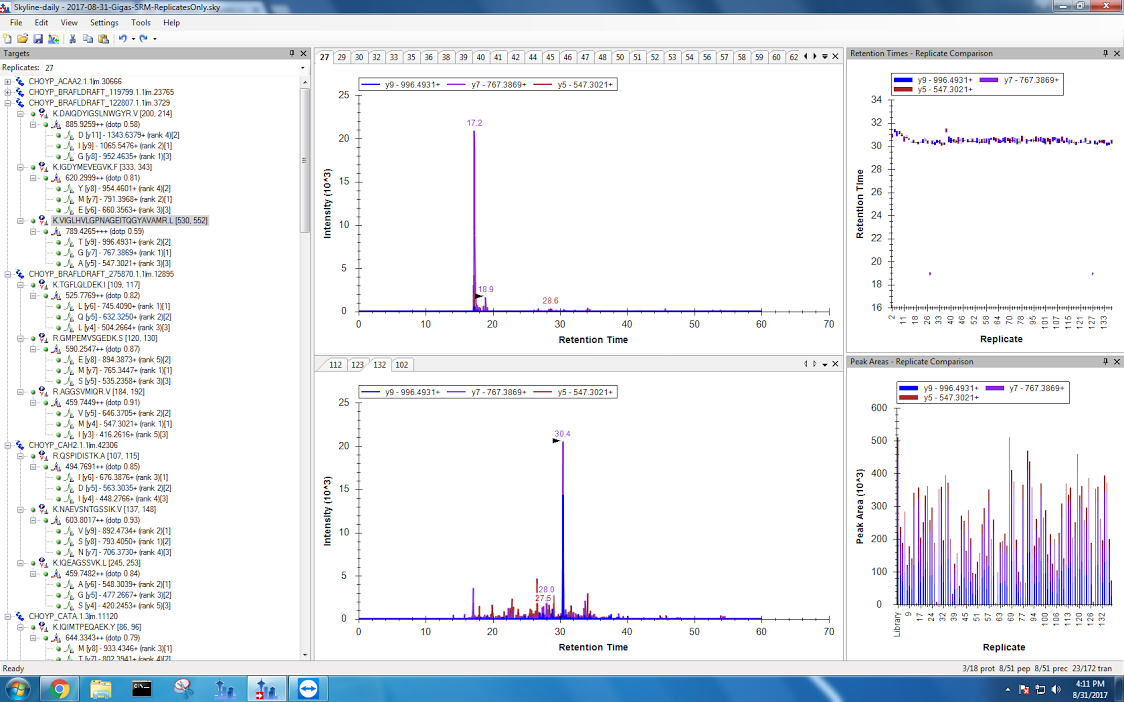 Skyline-daily - 2017-08-31-Gigas-SRM-ReplicatesOnly.sky
File Edit View Settings Tools Help
Targets
Replicates: 27
CHOYP_ACAA2.1.1|m.30666
CHOYP_BRAFLDRAFT_119799.1.1|m.23765
CHOYP_BRAFLDRAFT_122807.1.1|m.3729
K.DAIQDYIGSLNWGYR.V [200, 214]
885.9259++ (dotp 0.58)
D [y11] - 1343.6379+ (rank 4)[2]
I [y9] - 1065.5476+ (rank 2)[1]
G [y8] - 952.4635+ (rank 1)[3]
K.IGDYMEVEGVK.F [333, 343]
620.2999++ (dotp 0.81)
Y [y8] - 954.4601+ (rank 4)[2]
M [y7] - 791.3968+ (rank 2)[1]
E [y6] - 660.3563+ (rank 3)[3]
K.VIGLHVLGPNAGEITQGYAVAMR.L [530, 552]
789.4265+++ (dotp 0.59)
T [y9] - 996.4931+ (rank 2)[2]
G [y7] - 767.3869+ (rank 1)[1]
A [y5] - 547.3021+ (rank 3)[3]
CHOYP_BRAFLDRAFT_275870.1.1|m.12895
K.TGFLQLDEK.I [109, 117]
525.7769++ (dotp 0.82)
L [y6] - 745.4090+ (rank 1)[1]
Q [y5] - 632.3250+ (rank 2)[2]
L [y4] - 504.2664+ (rank 3)[3]
R.GMPEMVSGEDK.S [120, 130]
590.2547++ (dotp 0.87)
E [y8] - 894.3873+ (rank 5)[2]
M [y7] - 765.3447+ (rank 1)[1]
S [y5] - 535.2358+ (rank 3)[3]
R.AGGSVMIQR.V [184, 192]
459.7449++ (dotp 0.91)
V [y5] - 646.3705+ (rank 2)[2]
M [y4] - 547.3021+ (rank 1)[1]
I [y3] - 416.2616+ (rank 5)[3]
CHOYP_CAH2.1.1|m.42306
R.QSPIDISTK.A [107, 115]
494.7691++ (dotp 0.85)
I [y6] - 676.3876+ (rank 3)[1]
D [y5] - 563.3035+ (rank 2)[2]
I [y4] - 448.2766+ (rank 4)[3]
K.NAEVSNTGSSIK.V [137, 148]
603.8017++ (dotp 0.93)
V [y9] - 892.4734+ (rank 2)[1]
S [y8] - 793.4050+ (rank 1)[2]
N [y7] - 706.3730+ (rank 4)[3]
K.IQEAGSSVK.L [245, 253]
459.7482++ (dotp 0.84)
A [y6] - 548.3039+ (rank 2)[1]
G [y5] - 477.2667+ (rank 3)[2]
S [y4] - 420.2453+ (rank 5)[3]
CHOYP_CATA.1.3|m.11120
K.IQIMTPEQAEK.Y [86, 96]
644.3343++ (dotp 0.79)
M [y8] - 933.4346+ (rank 3)[1]
T [y7] - 802.3941+ (rank 4)[2]
27 29 30 32 33 35 36 38 39 40 41 42 44 45 46 47 48 50 51 52 53 54 56 57 59 60 62
y9 - 996.4931+ y7 - 767.3869+ y5 - 547.3021+
25
20
15
10
5
0
Intensity (10^3)
17.2
18.9
28.6
0 10 20 30 40 50 60 70
Retention Time
112 123 132 102
y9 - 996.4931+ y7 - 767.3869+ y5 - 547.3021+
25
20
15
10
5
0
Intensity (10^3)
30.4
28.0
27.5
0 10 20 30 40 50 60 70
Retention Time
Retention Times - Replicate Comparison
y9 - 996.4931+ y7 - 767.3869+
y5 - 547.3021+
34
32
30
28
26
24
22
20
18
16
Retention Time
2 11 18 26 33 40 46 52 58 64 70 78 95 101 107 115 121 127 133
Replicate
Peak Areas - Replicate Comparison
y9 - 996.4931+ y7 - 767.3869+
y5 - 547.3021+
600
500
400
300
200
100
0
Peak Area (10^3)
Library 9 17 24 32 39 45 51 57 63 69 77 94 100 106 113 120 126 132
Replicate
Ready
3/18 prot 8/51 pep 8/51 prec 23/172 tran
4:11 PM
8/31/2017